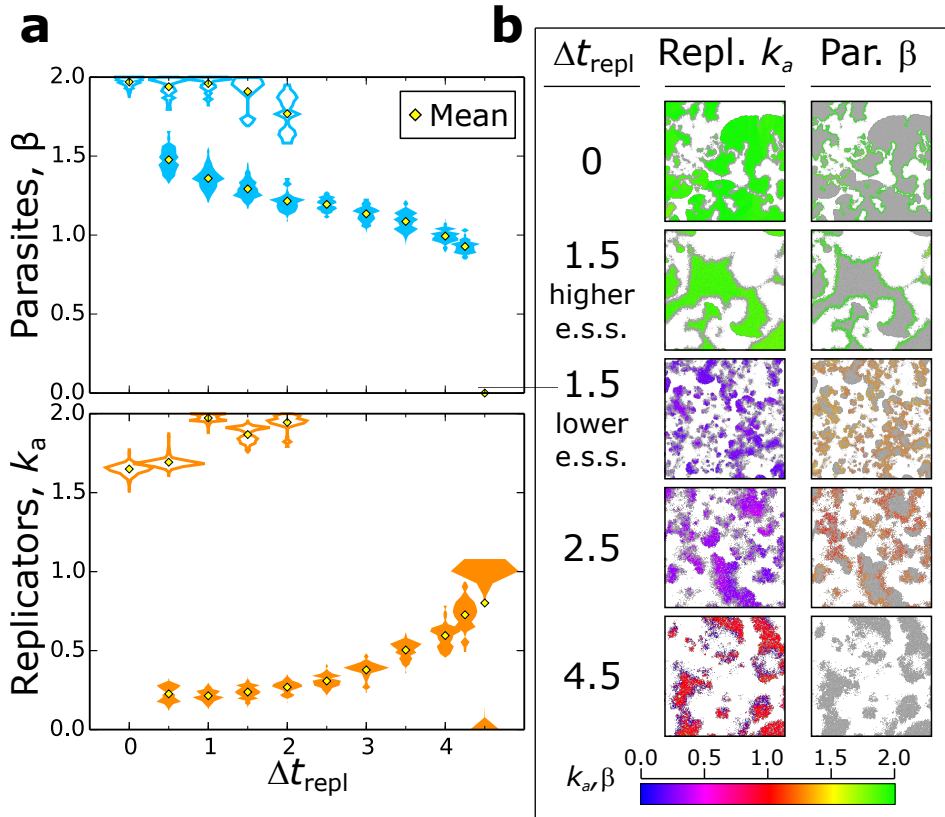 a
2.0
1.5
1.0
0.5
0.0
Parasites, β
Mean
2.0
1.5
1.0
0.5
0.0
Replicators, ka
0 1 2 3 4
Δtrepl
b
Δtrepl Repl. ka Par. β
0
1.5
higher
e.s.s.
1.5
lower
e.s.s.
2.5
4.5
0.0 0.5 1.0 1.5 2.0
ka,β